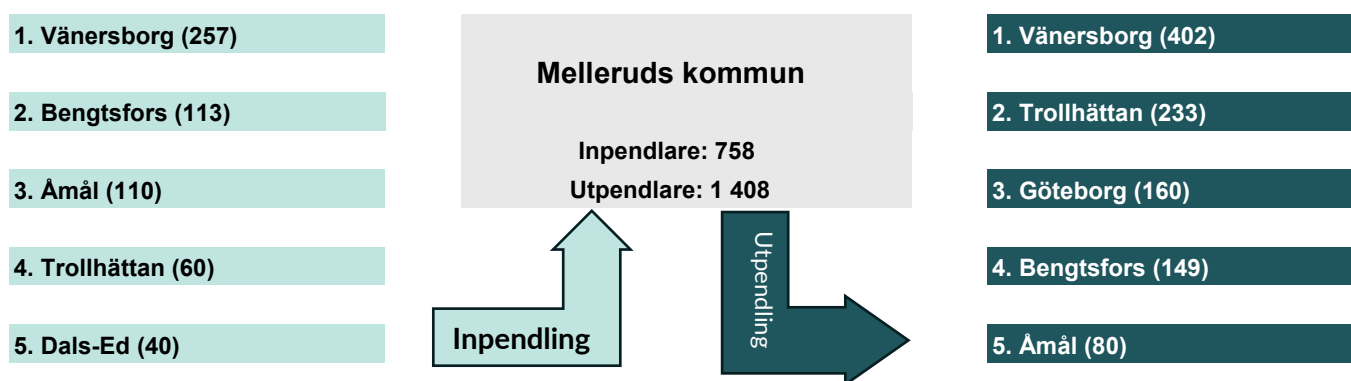 1. Vänersborg (257)
2. Bengtsfors (113)
3. Åmål (110)
4. Trollhättan (60)
5. Dals-Ed (40)
Melleruds kommun
Inpendlare: 758
Utpendlare: 1 408
Inpendling
Utpendling
1. Vänersborg (402)
2. Trollhättan (233)
3. Göteborg (160)
4. Bengtsfors (149)
5. Åmål (80)